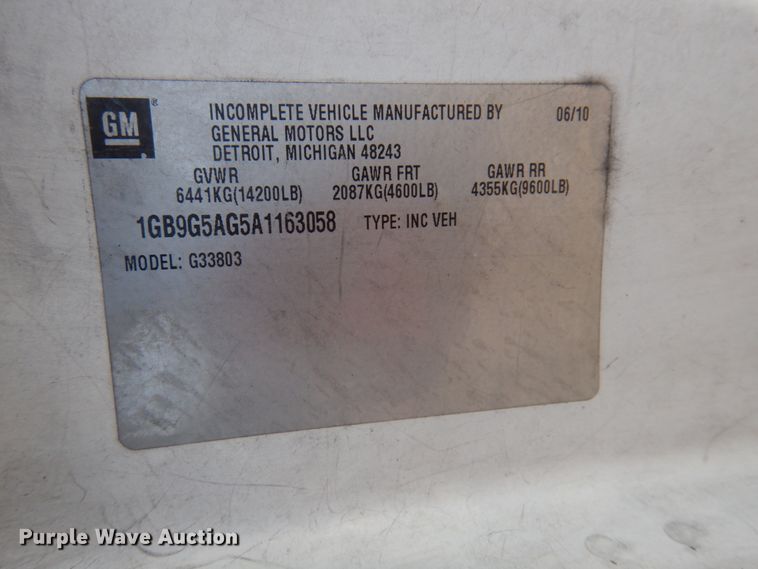 GM ®
INCOMPLETE VEHICLE MANUFACTURED BY 06/10
GENERAL MOTORS LLC
DETROIT, MICHIGAN 48243
GVWR GAWR FRT GAWR RR
6441KG(14200LB) 2087KG(4600LB) 4355KG(9600LB)
1GB9G5AG5A1163058 TYPE: INC VEH
MODEL: G33803
Purple Wave Auction